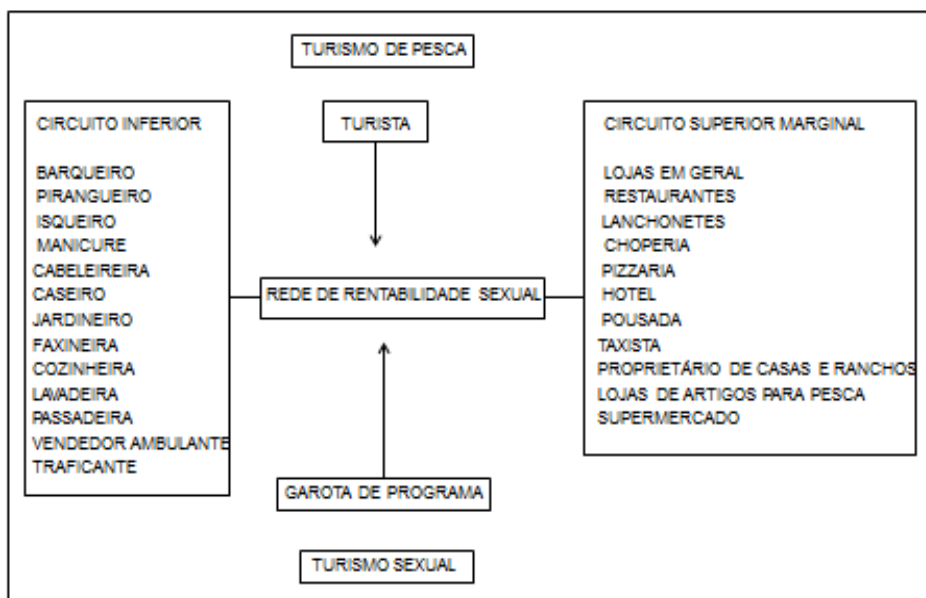 TURISMO DE PESCA
CIRCUITO INFERIOR
BARQUEIRO
PIRANGUEIRO
ISQUEIRO
MANICURE
CABELEIREIRA
CASEIRO
JARDINEIRO
FAXINEIRA
COZINHEIRA
LAVADEIRA
PASSADEIRA
VENDEDOR AMBULANTE
TRAFICANTE
TURISTA
REDE DE RENTABILIDADE SEXUAL
GAROTA DE PROGRAMA
TURISMO SEXUAL
CIRCUITO SUPERIOR MARGINAL
LOJAS EM GERAL
RESTAURANTES
LANCHONETES
CHOPERIA
PIZZARIA
HOTEL
POUSADA
TAXISTA
PROPRIETÁRIO DE CASAS E RANCHOS
LOJAS DE ARTIGOS PARA PESCA
SUPERMERCADO